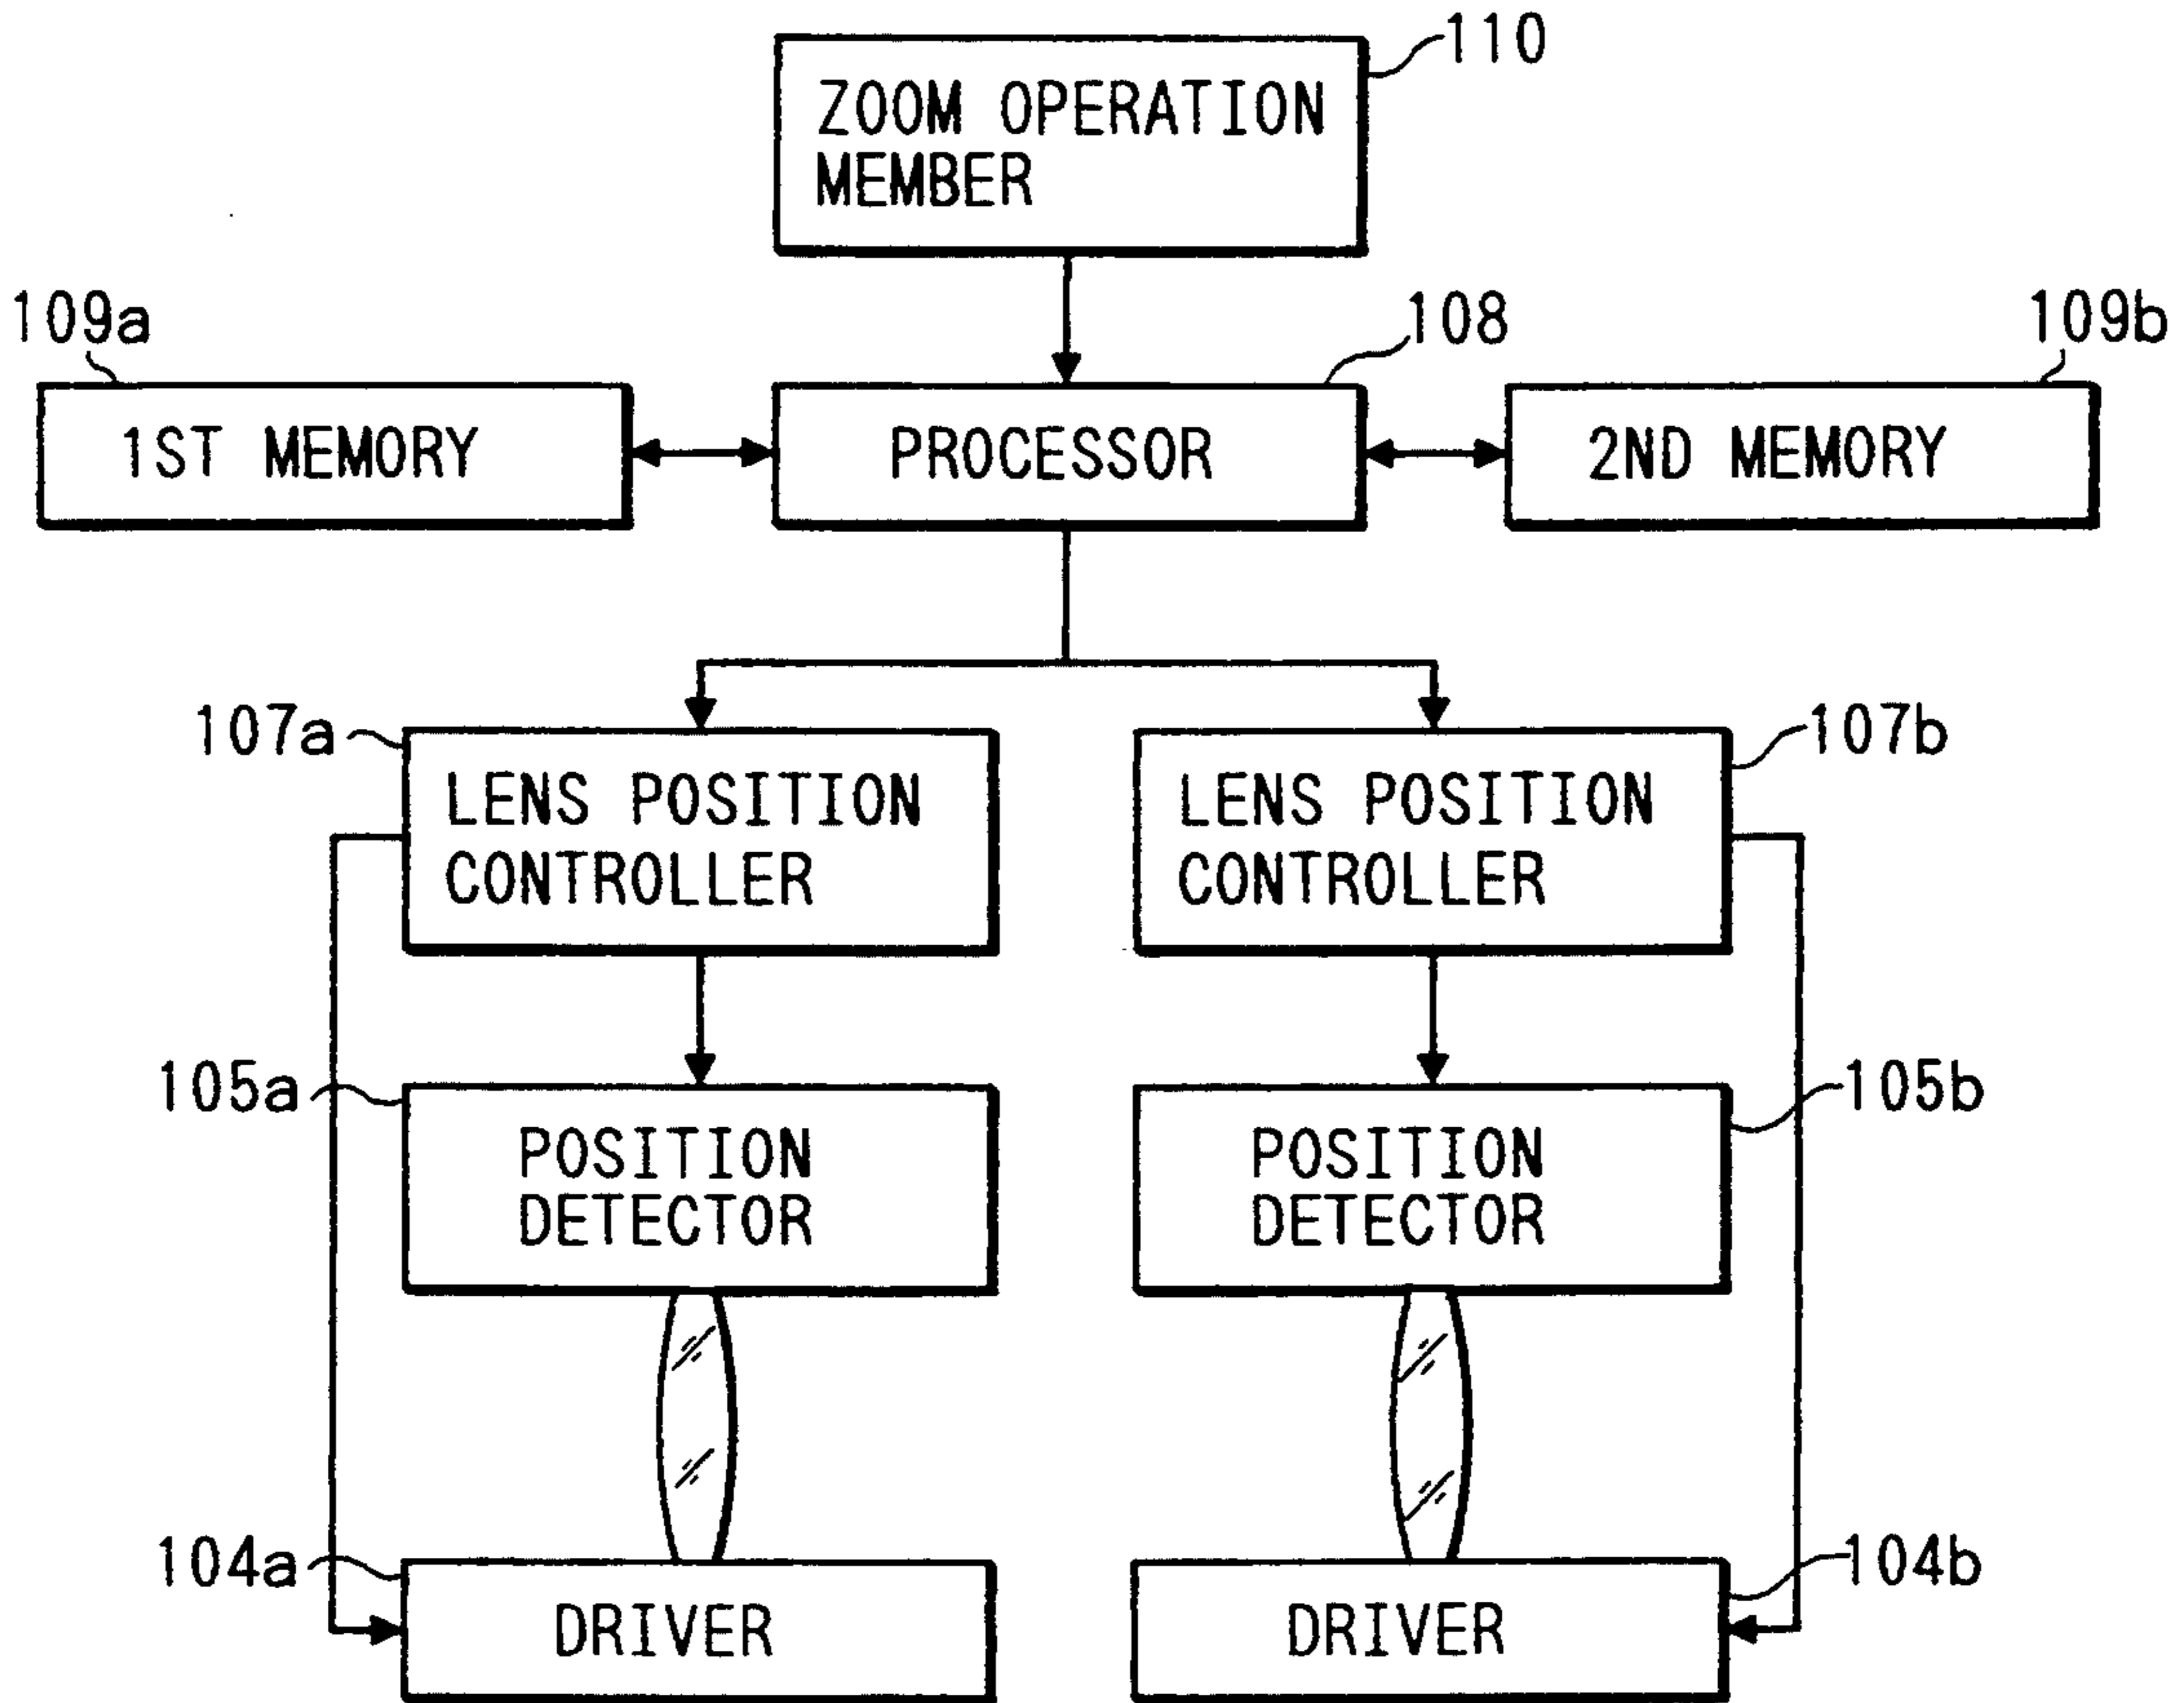 110
ZOOM OPERATION
MEMBER
109a
108
109b
1ST MEMORY
PROCESSOR
2ND MEMORY
107a
107b
LENS POSITION
CONTROLLER
LENS POSITION
CONTROLLER
105a
105b
POSITION
DETECTOR
POSITION
DETECTOR
104a
104b
DRIVER
DRIVER